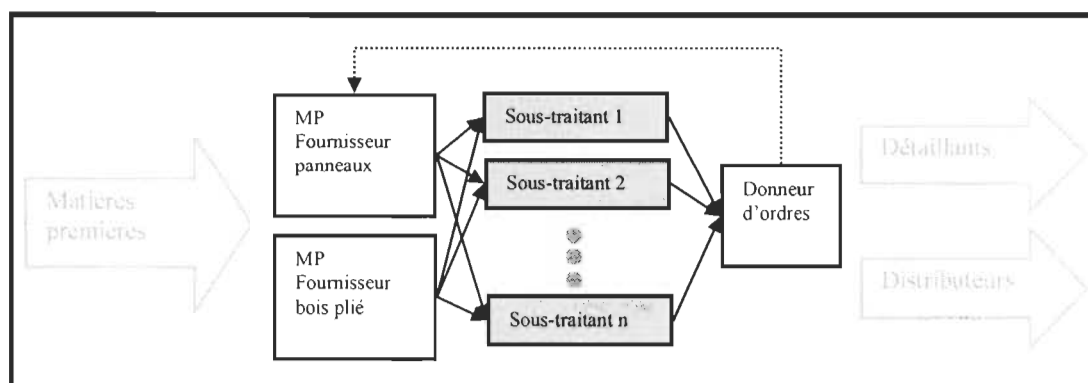 Matières
premières
MP
Fournisseur
panneaux
MP
Fournisseur
bois plié
Sous-traitant 1
Sous-traitant 2
Sous-traitant n
Donneur
d'ordres
Détaillants
Distributeurs